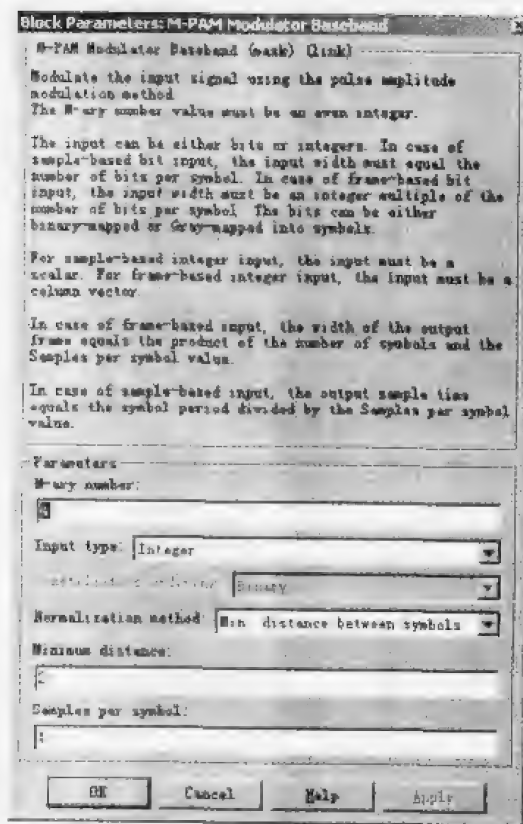 Block Parameters: M-PAM Modulator Baseband
M-PAM Modulator Baseband (mask) (link)
Modulate the input signal using the pulse amplitude
modulation method
The M-ary number value must be an even integer.
The input can be either bits or integers. In case of
sample-based bit input, the input width must equal the
number of bits per symbol. In case of frame-based bit
input, the input width must be an integer multiple of the
number of bits per symbol. The bits can be either
binary-mapped or Gray-mapped into symbols.
For sample-based integer input, the input must be a
scalar. For frame-based integer input, the input must be a
column vector.
In case of frame-based input, the width of the output
frame equals the product of the number of symbols and the
Samples per symbol value.
In case of sample-based input, the output sample time
equals the symbol period divided by the Samples per symbol
value.
Parameters
M-ary number:
Input type: Integer
Binary
Normalization method: Min. distance between symbols
Minimum distance:
Samples per symbol:
OK Cancel Help Apply